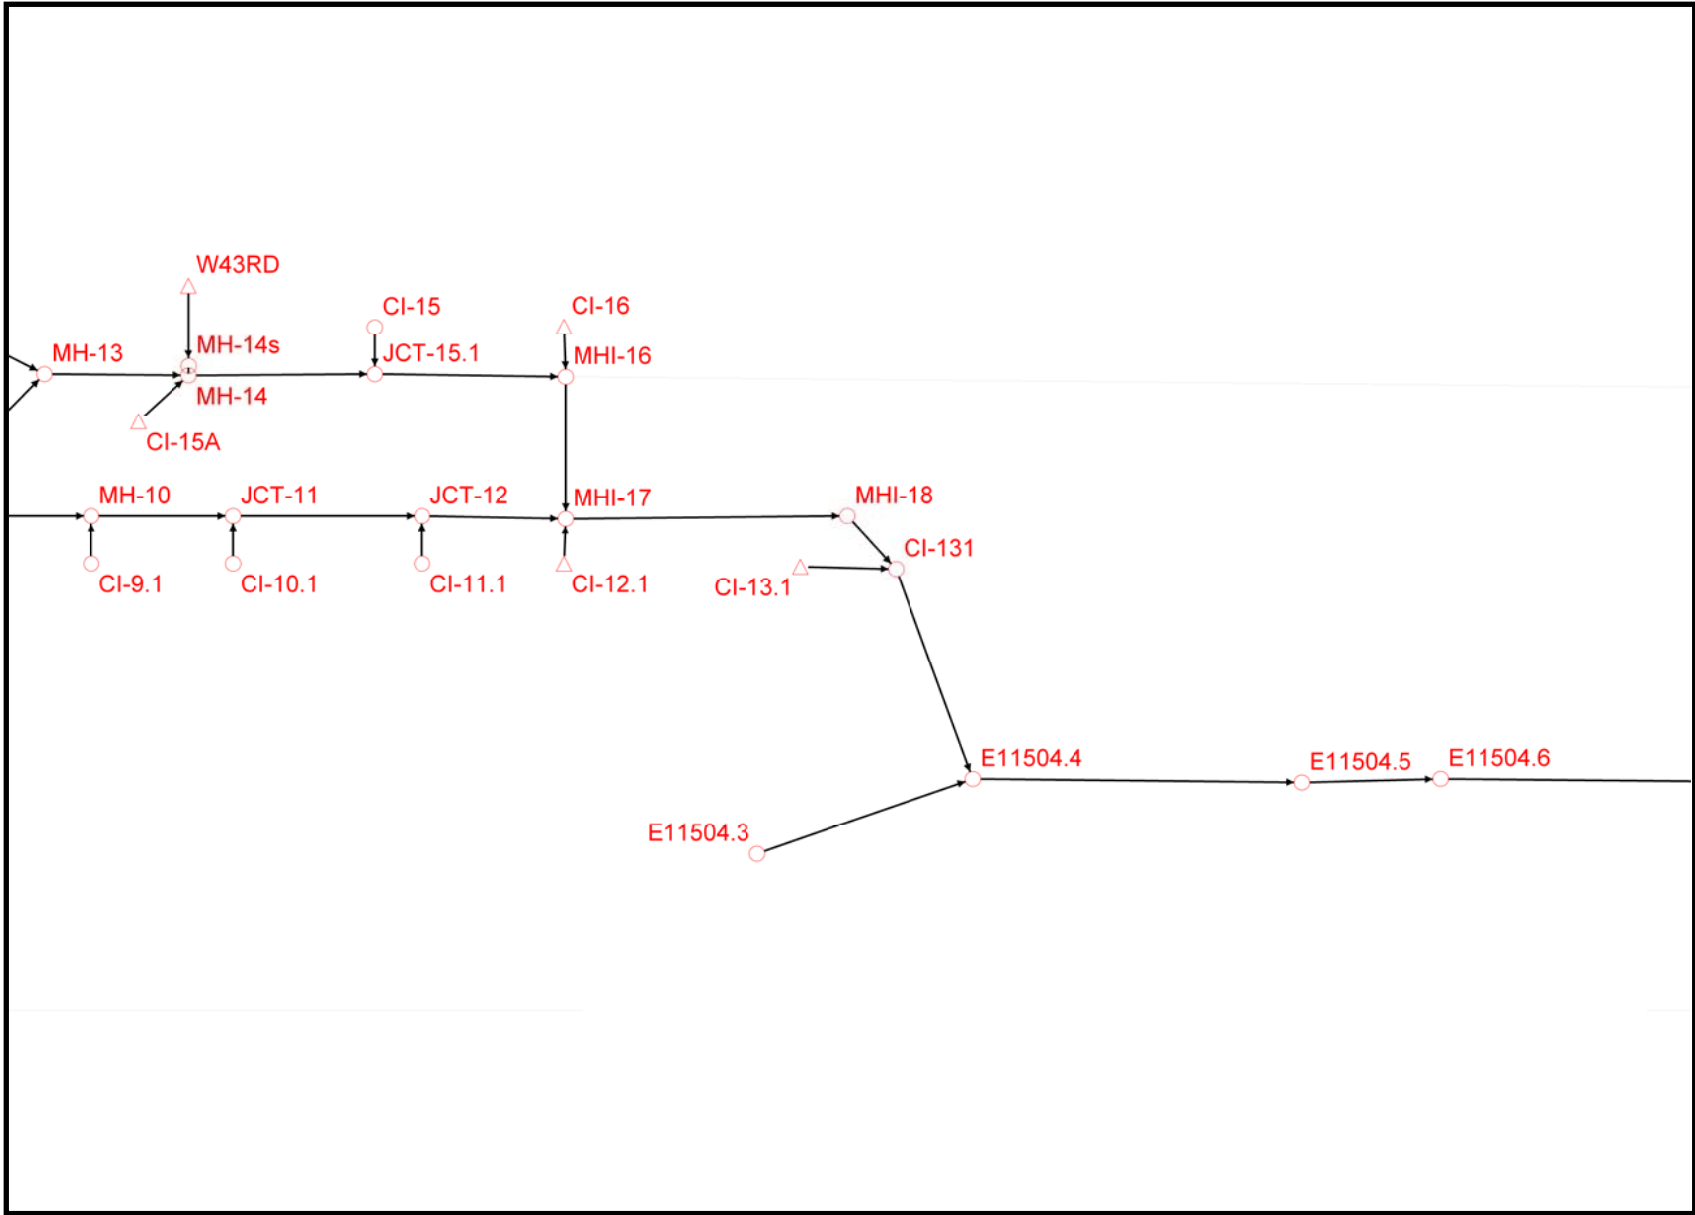 W43RD
CI-15
CI-16
MH-13
MH-14s
JCT-15.1
MHI-16
MH-14
CI-15A
MH-10
JCT-11
JCT-12
MHI-17
MHI-18
CI-131
CI-9.1
CI-10.1
CI-11.1
CI-12.1
CI-13.1
E11504.4
E11504.5
E11504.6
E11504.3